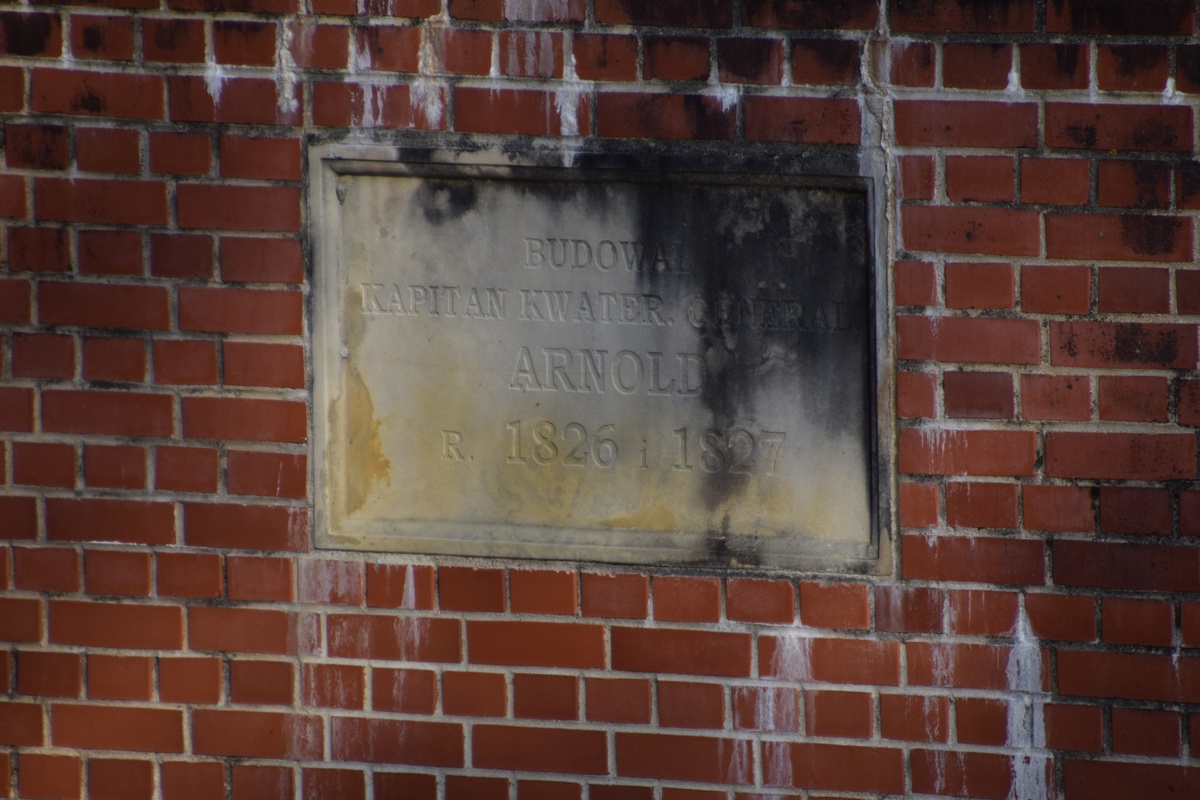 BUDOWAŁ
KAPITAN KWATER. GENERAL.
ARNOLD
R. 1826 i 1827